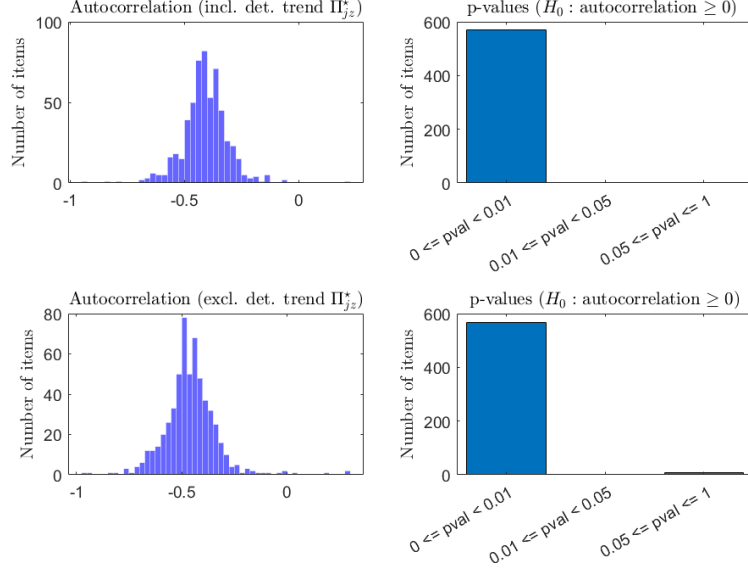 Autocorrelation (incl. det. trend Π*jz)
Number of items
100
50
0
-1
-0.5
0
p-values (H0 : autocorrelation ≥ 0)
Number of items
600
400
200
0
0 <= pval < 0.01
0.01 <= pval < 0.05
0.05 <= pval <= 1
Autocorrelation (excl. det. trend Π*jz)
Number of items
80
60
40
20
0
-1
-0.5
0
p-values (H0 : autocorrelation ≥ 0)
Number of items
600
400
200
0
0 <= pval < 0.01
0.01 <= pval < 0.05
0.05 <= pval <= 1